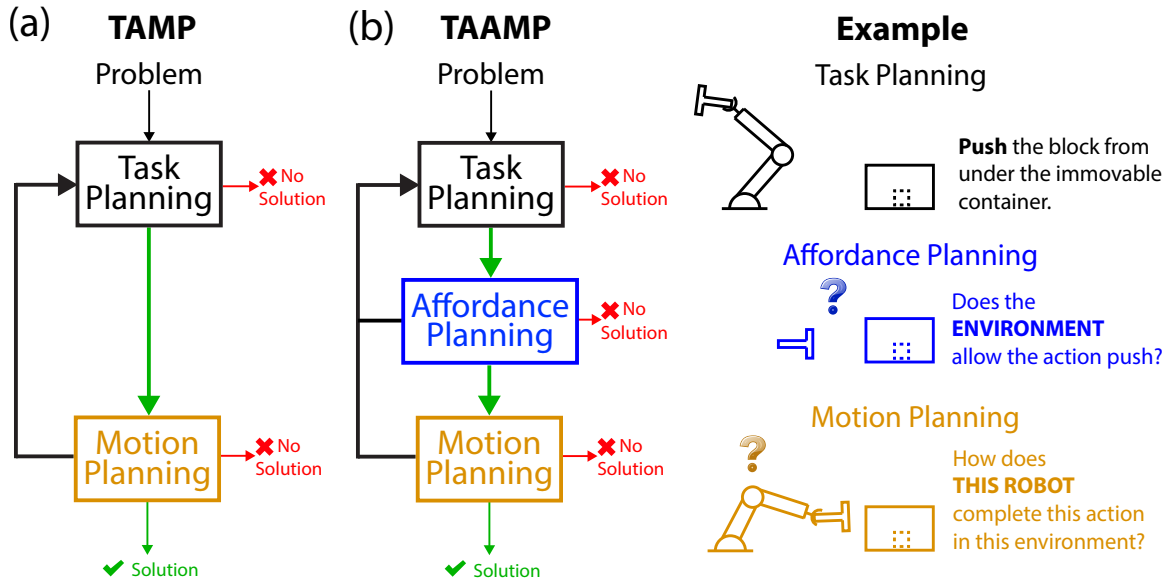 (a) TAMP
Problem
Task
Planning
✖ No
Solution
Motion
Planning
✖ No
Solution
✔ Solution
(b) TAAMP
Problem
Task
Planning
✖ No
Solution
Affordance
Planning
✖ No
Solution
Motion
Planning
✖ No
Solution
✔ Solution
Example
Task Planning
Push the block from
under the immovable
container.
Affordance Planning
?
Does the
ENVIRONMENT
allow the action push?
Motion Planning
?
How does
THIS ROBOT
complete this action
in this environment?